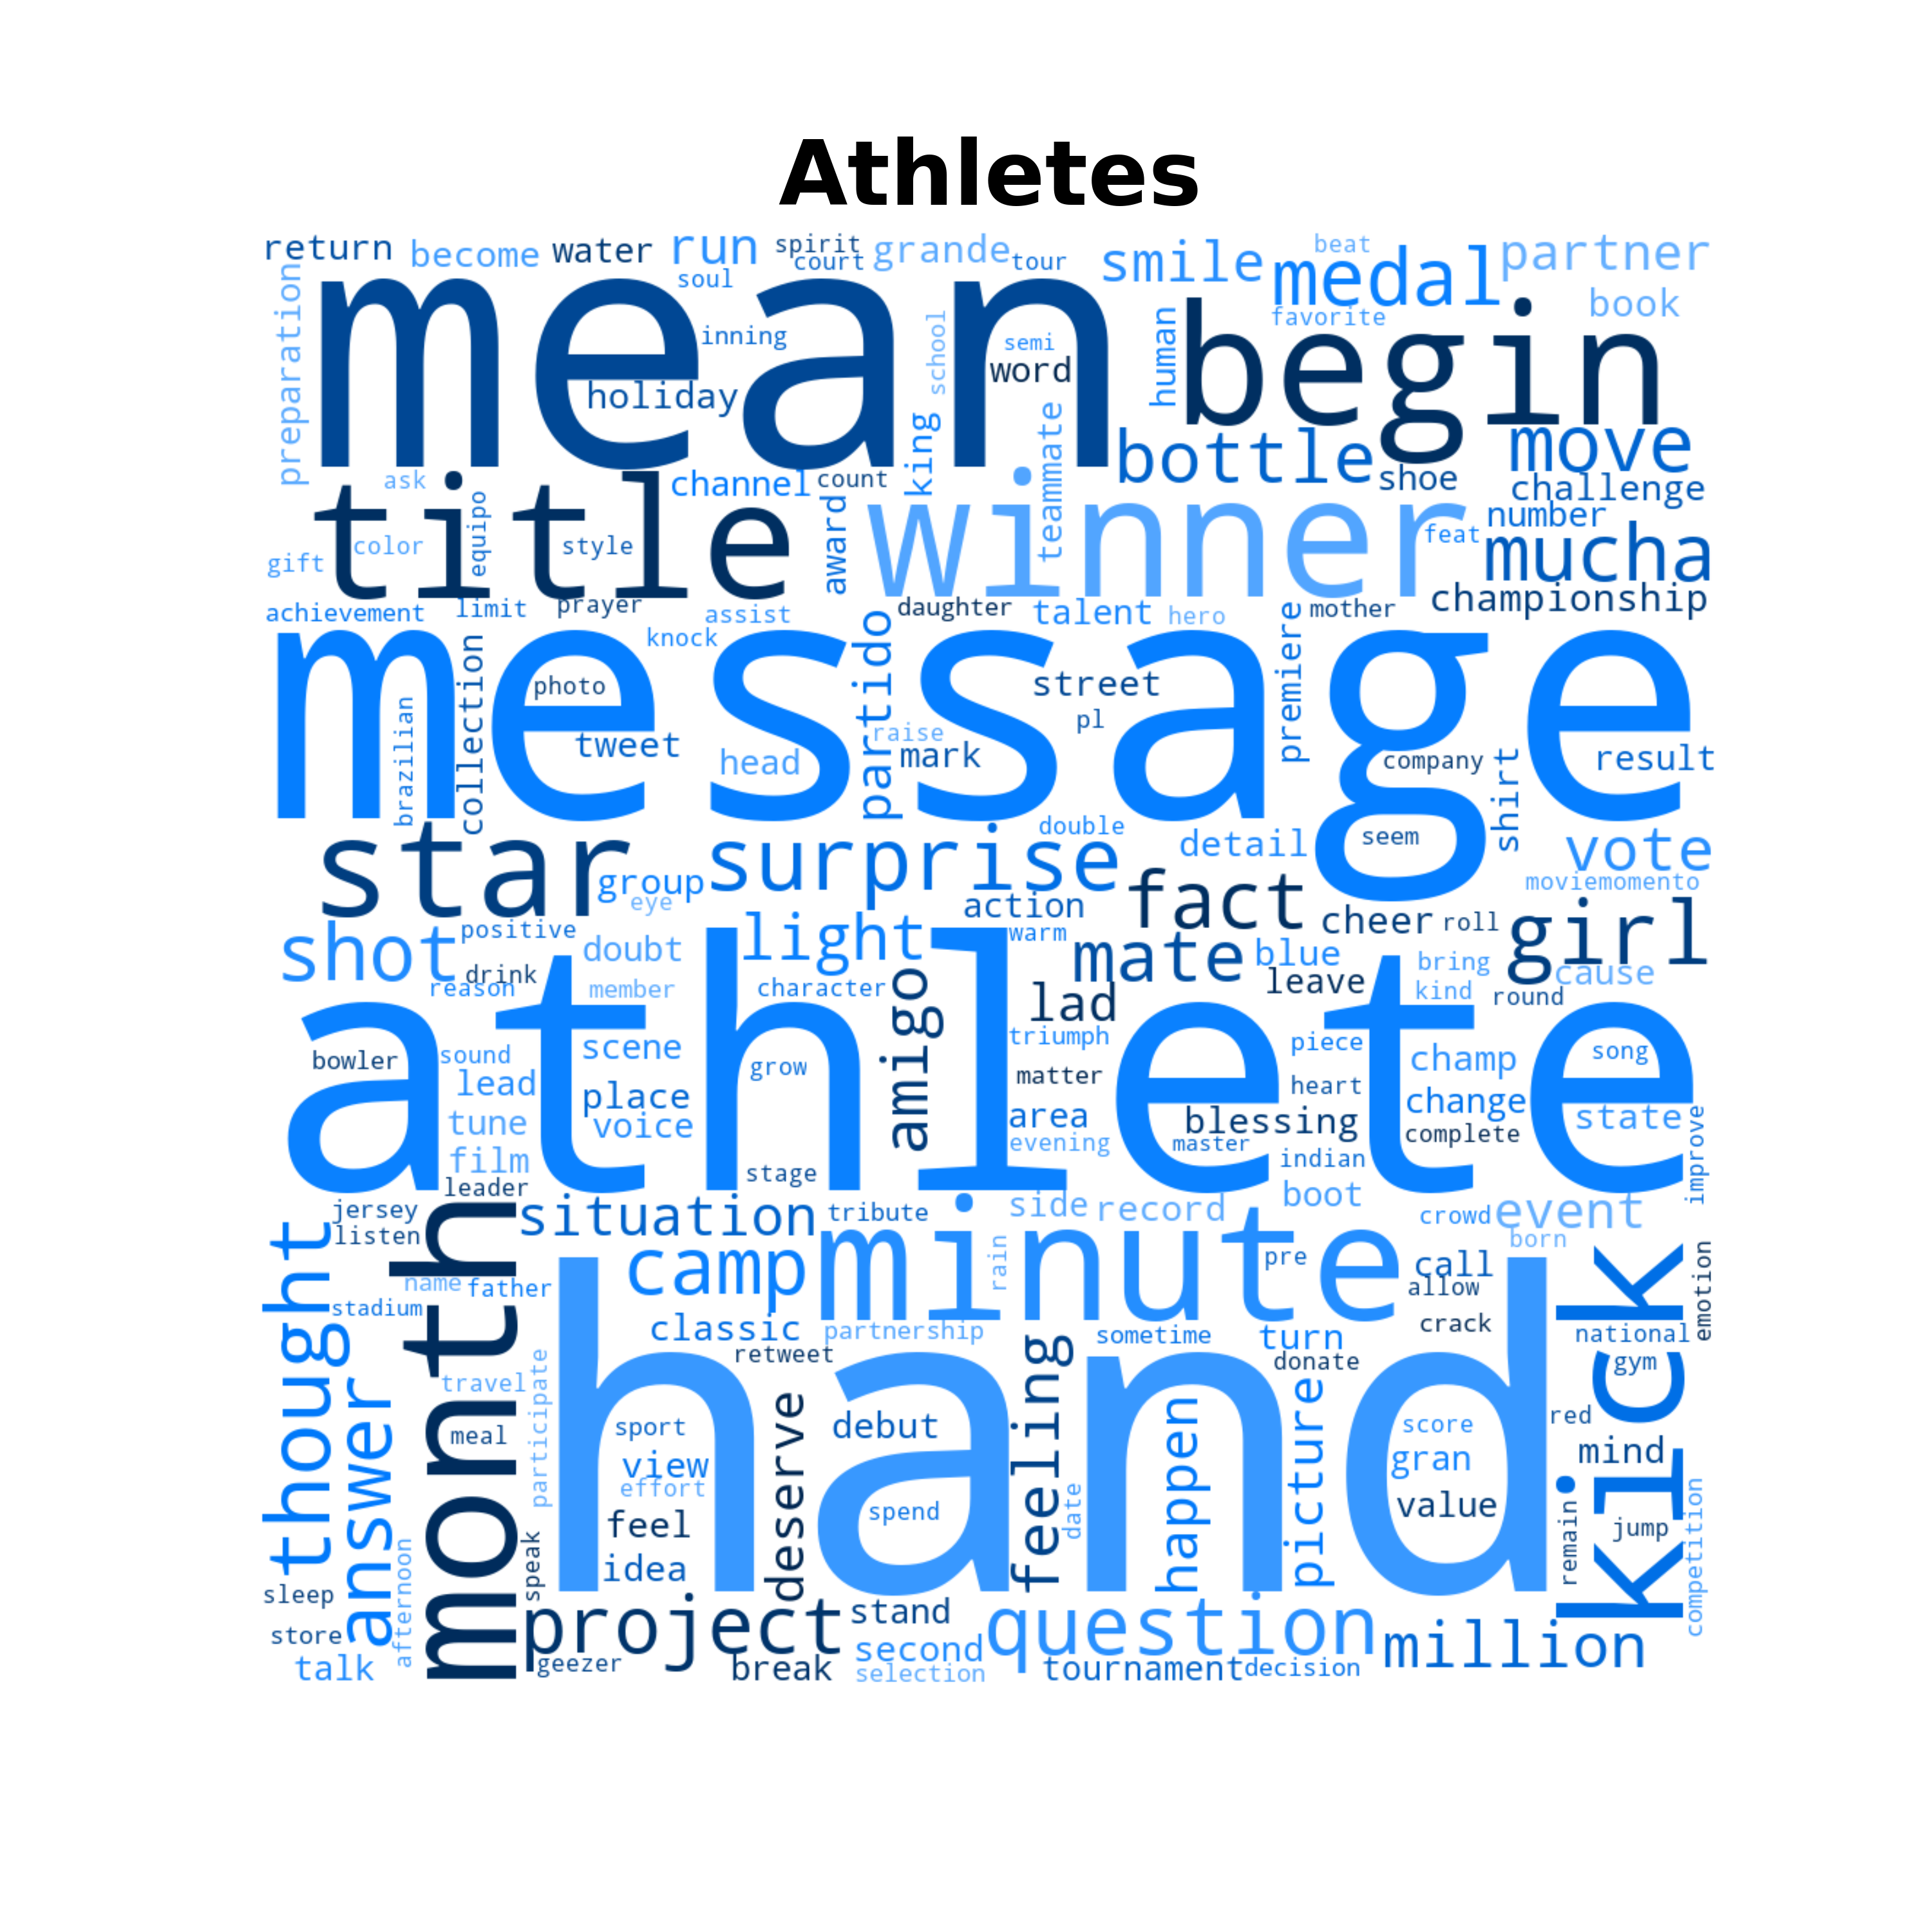 Athletes
return become water run spirit grande smile beat medal partner
court tour
soul
preparation
mean
inning
school
semi
favorite
human
begin
book
holiday
word
king
teammate
bottle
move
ask
channel
count
shoe
challenge
title
equipo
award
winner
number
color
style
feat
mucha
gift
achievement
limit
prayer
assist
daughter
talent
hero
mother
championship
knock
partido
premiere
message
collection
photo
street
brazilian
pl
tweet
raise
head
mark
company
shirt
result
star
surprise
double
detail
seem
vote
group
eye
action
fact
moviemomento
cheer
roll
girl
shot
positive
doubt
light
warm
mate
blue
bring
drink
leave
cause
reason
member
character
amigo
lad
kind
round
athlete
triumph
bowler
sound
scene
grow
piece
champ
song
lead
place
matter
heart
change
tune
voice
area
blessing
complete
state
evening
master
film
indian
improve
stage
leader
boot
jersey
situation
tribute
side
record
crowd
event
listen
thought
month
camp
minute
rain
pre
call
born
name
father
allow
kick
emotion
stadium
classic
partnership
sometime
turn
crack
national
retweet
feeling
donate
gym
answer
travel
participate
hand
deserve
debut
happen
picture
score
red
meal
sport
view
gran
mind
effort
date
spend
value
remain
jump
competition
feel
idea
speak
afternoon
sleep
store
project
stand
question
million
talk
geezer
break
second
selection
tournament
decision